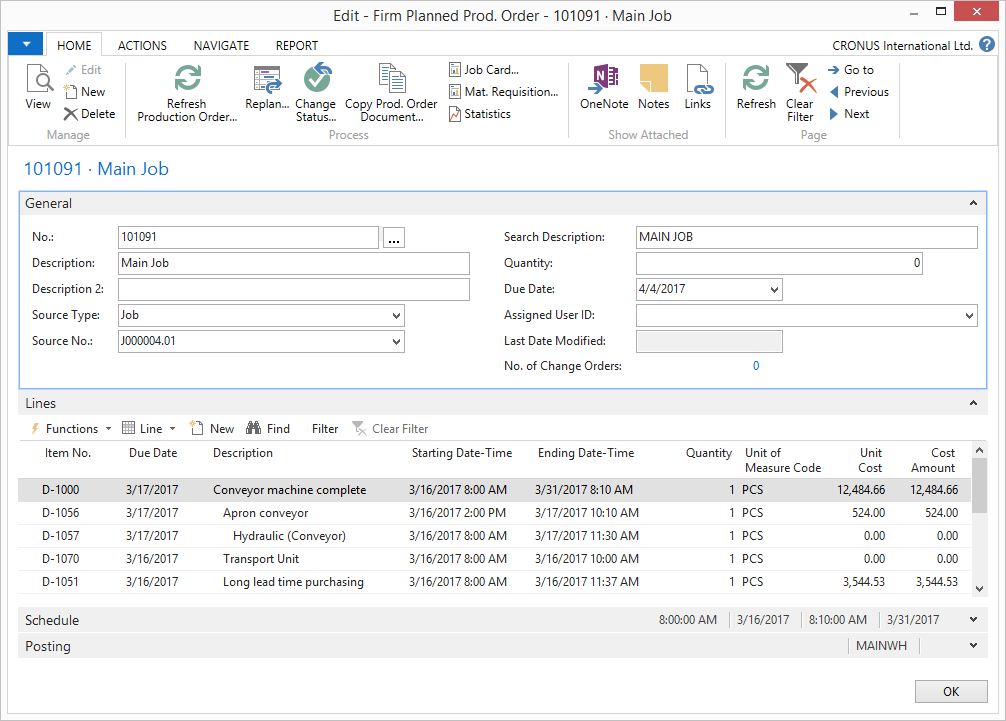 Edit - Firm Planned Prod. Order - 101091 · Main Job
HOME ACTIONS NAVIGATE REPORT CRONUS International Ltd. ?
View
Edit
New
Delete
Manage
Refresh
Production Order...
Replan...
Change
Status...
Copy Prod. Order
Document...
Job Card...
Mat. Requisition...
Statistics
Process
OneNote
Notes
Links
Show Attached
Refresh
Clear
Filter
Go to
Previous
Next
Page
101091 · Main Job
General
No.: 101091 ...
Description: Main Job
Description 2:
Source Type: Job
Source No.: J000004.01
Search Description: MAIN JOB
Quantity: 0
Due Date: 4/4/2017
Assigned User ID:
Last Date Modified:
No. of Change Orders: 0
Lines
Functions Line New Find Filter Clear Filter
Item No. Due Date Description Starting Date-Time Ending Date-Time Quantity Unit of Measure Code Unit Cost Cost Amount
D-1000 3/17/2017 Conveyor machine complete 3/16/2017 8:00 AM 3/31/2017 8:10 AM 1 PCS 12,484.66 12,484.66
D-1056 3/17/2017 Apron conveyor 3/16/2017 2:00 PM 3/17/2017 10:10 AM 1 PCS 524.00 524.00
D-1057 3/17/2017 Hydraulic (Conveyor) 3/16/2017 8:00 AM 3/17/2017 11:30 AM 1 PCS 0.00 0.00
D-1070 3/16/2017 Transport Unit 3/16/2017 8:00 AM 3/16/2017 10:00 AM 1 PCS 0.00 0.00
D-1051 3/16/2017 Long lead time purchasing 3/16/2017 8:00 AM 3/16/2017 11:37 AM 1 PCS 3,544.53 3,544.53
Schedule 8:00:00 AM 3/16/2017 8:10:00 AM 3/31/2017
Posting MAINWH
OK